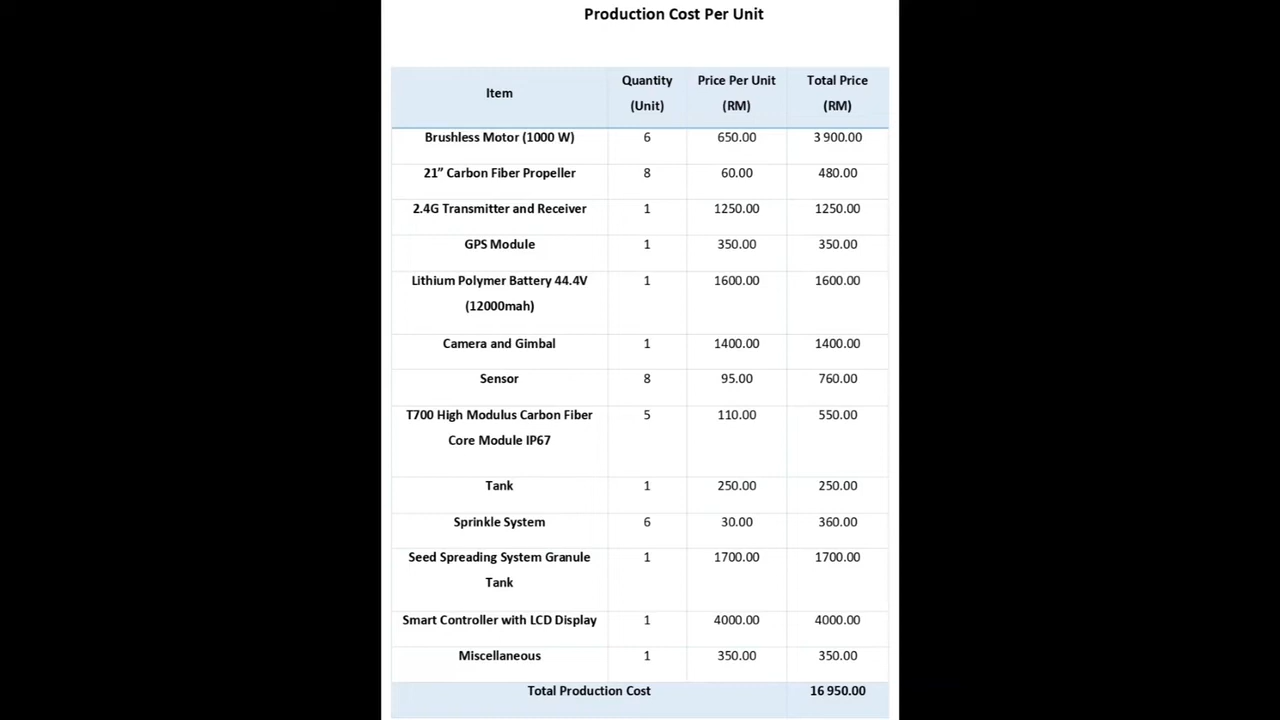 Production Cost Per Unit
Item Quantity (Unit) Price Per Unit (RM) Total Price (RM)
Brushless Motor (1000 W) 6 650.00 3 900.00
21” Carbon Fiber Propeller 8 60.00 480.00
2.4G Transmitter and Receiver 1 1250.00 1250.00
GPS Module 1 350.00 350.00
Lithium Polymer Battery 44.4V 1 1600.00 1600.00
(12000mah)
Camera and Gimbal 1 1400.00 1400.00
Sensor 8 95.00 760.00
T700 High Modulus Carbon Fiber 5 110.00 550.00
Core Module IP67
Tank 1 250.00 250.00
Sprinkle System 6 30.00 360.00
Seed Spreading System Granule 1 1700.00 1700.00
Tank
Smart Controller with LCD Display 1 4000.00 4000.00
Miscellaneous 1 350.00 350.00
Total Production Cost 16 950.00